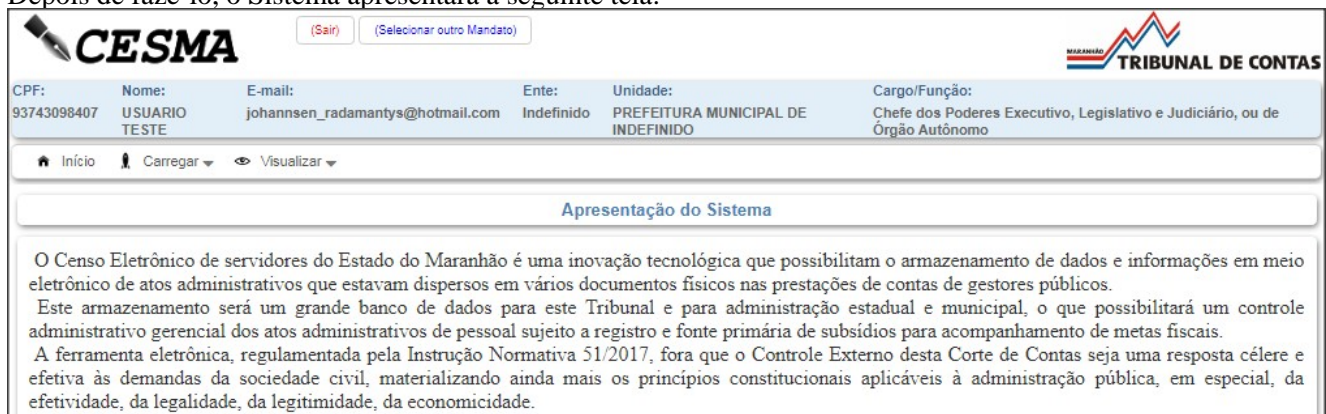 Depois de fazê-lo, o Sistema apresentará a seguinte tela:
CESMA
(Sair) (Selecionar outro Mandato)
MARANHÃO
TRIBUNAL DE CONTAS
CPF: Nome: E-mail: Ente: Unidade: Cargo/Função:
93743098407 USUARIO johannsen_radamantys@hotmail.com Indefinido PREFEITURA MUNICIPAL DE Chefe dos Poderes Executivo, Legislativo e Judiciário, ou de
TESTE INDEFINIDO Órgão Autônomo
Início Carregar Visualizar
Apresentação do Sistema
O Censo Eletrônico de servidores do Estado do Maranhão é uma inovação tecnológica que possibilitam o armazenamento de dados e informações em meio
eletrônico de atos administrativos que estavam dispersos em vários documentos físicos nas prestações de contas de gestores públicos.
Este armazenamento será um grande banco de dados para este Tribunal e para administração estadual e municipal, o que possibilitará um controle
administrativo gerencial dos atos administrativos de pessoal sujeito a registro e fonte primária de subsídios para acompanhamento de metas fiscais.
A ferramenta eletrônica, regulamentada pela Instrução Normativa 51/2017, fora que o Controle Externo desta Corte de Contas seja uma resposta célere e
efetiva às demandas da sociedade civil, materializando ainda mais os princípios constitucionais aplicáveis à administração pública, em especial, da
efetividade, da legalidade, da legitimidade, da economicidade.